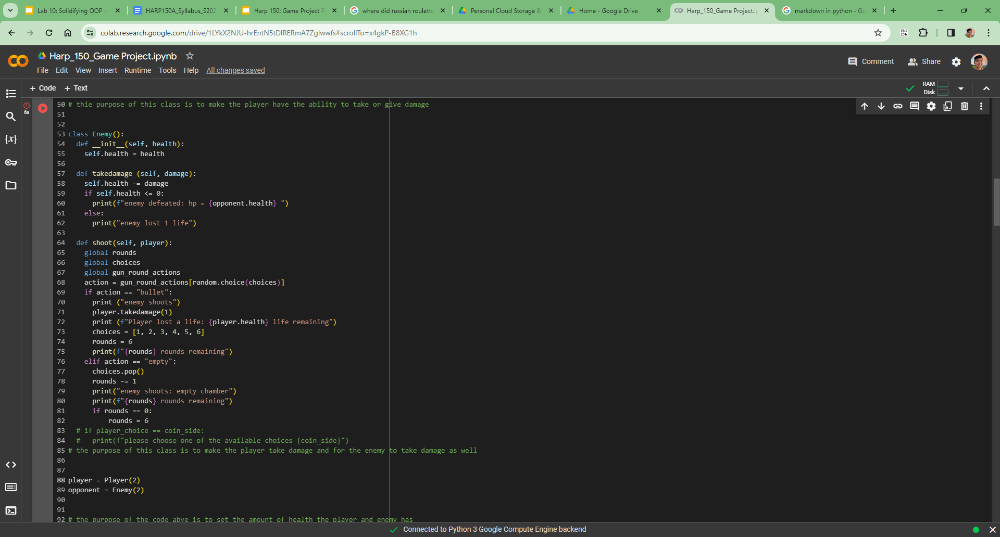 Lab 10: Solidifying OOP -
HARP150A_Syllabus_S202
Harp 150: Game Project P
where did russian roulette
Personal Cloud Storage &
Home - Google Drive
Harp_150_Game Project.ip
markdown in python - Go
colab.research.google.com/drive/1LYkX2NJU-hrEntN5tDlRERmA7Zglwwfs#scrollTo=x4gkP-B8XG1h
Harp_150_Game Project.ipynb
File Edit View Insert Runtime Tools Help All changes saved
Comment
Share
+ Code + Text
RAM
Disk
6s
50 # thie purpose of this class is to make the player have the ability to take or give damage
51
52
53 class Enemy():
54   def __init__(self, health):
55     self.health = health
56
57   def takedamage (self, damage):
58     self.health -= damage
59     if self.health <= 0:
60       print(f"enemy defeated: hp = {opponent.health} ")
61     else:
62       print("enemy lost 1 life")
63
64   def shoot(self, player):
65     global rounds
66     global choices
67     global gun_round_actions
68     action = gun_round_actions[random.choice(choices)]
69     if action == "bullet":
70       print ("enemy shoots")
71       player.takedamage(1)
72       print (f"Player lost a life: {player.health} life remaining")
73       choices = [1, 2, 3, 4, 5, 6]
74       rounds = 6
75       print(f"{rounds} rounds remaining")
76     elif action == "empty":
77       choices.pop()
78       rounds -= 1
79       print("enemy shoots: empty chamber")
80       print(f"{rounds} rounds remaining")
81       if rounds == 0:
82           rounds = 6
83   # if player_choice == coin_side:
84   #   print(f"please choose one of the available choices {coin_side}")
85 # the purpose of this class is to make the player take damage and for the enemy to take damage as well
86
87
88 player = Player(2)
89 opponent = Enemy(2)
90
91
92 # the purpose of the code abve is to set the amount of health the player and enemy has
Connected to Python 3 Google Compute Engine backend